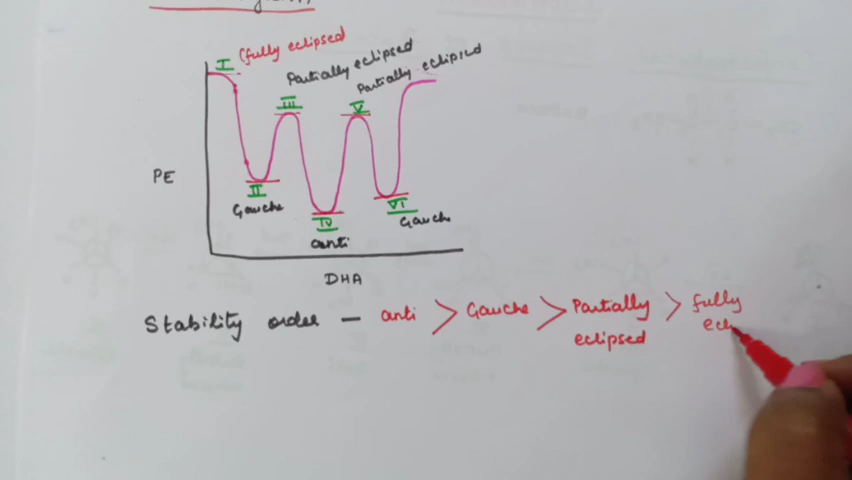 I (fully eclipsed
Partially eclipsed
Partially eclipsed
III
V
PE
II
Gauche
IV
anti
VI
Gauche
DHA
Stability order — anti > Gauche > Partially eclipsed > fully